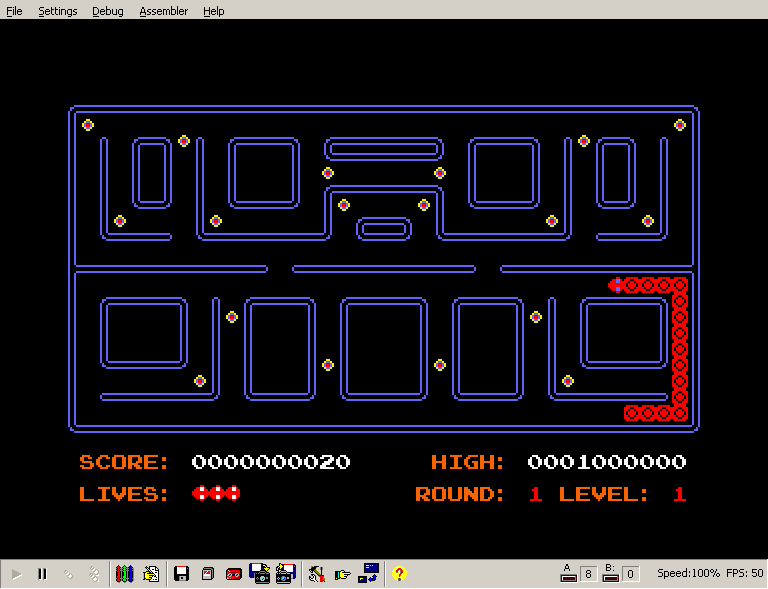 File Settings Debug Assembler Help
SCORE: 0000000020 HIGH: 0001000000
LIVES: ROUND: 1 LEVEL: 1
A 8 B: 0 Speed:100% FPS: 50